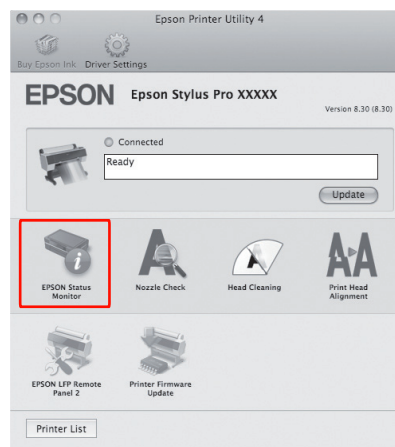 Epson Printer Utility 4
Buy Epson Ink Driver Settings
EPSON Epson Stylus Pro XXXXX
Version 8.30 (8.30)
Connected
Ready
Update
EPSON Status Monitor
Nozzle Check
Head Cleaning
Print Head Alignment
EPSON LFP Remote Panel 2
Printer Firmware Update
Printer List